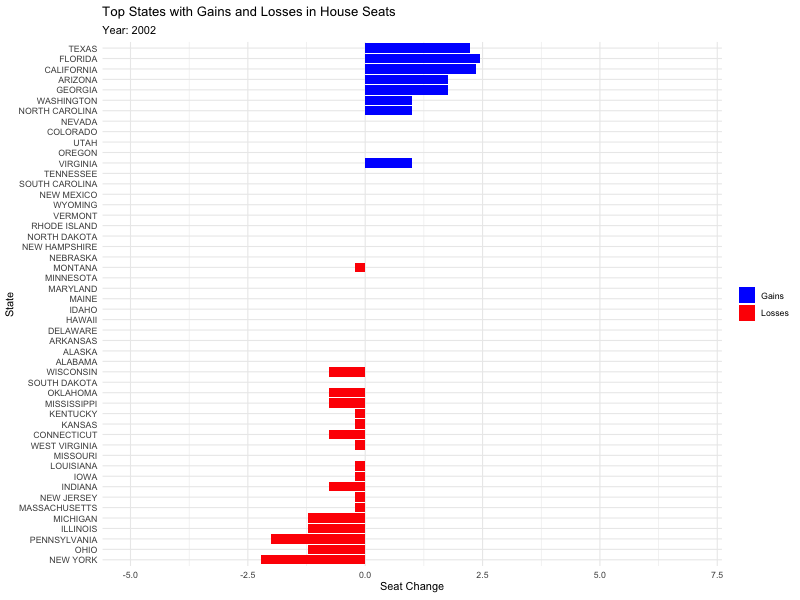 Top States with Gains and Losses in House Seats
Year: 2002
TEXAS
FLORIDA
CALIFORNIA
ARIZONA
GEORGIA
WASHINGTON
NORTH CAROLINA
NEVADA
COLORADO
UTAH
OREGON
VIRGINIA
TENNESSEE
SOUTH CAROLINA
NEW MEXICO
WYOMING
VERMONT
RHODE ISLAND
NORTH DAKOTA
NEW HAMPSHIRE
NEBRASKA
MONTANA
MINNESOTA
MARYLAND
MAINE
IDAHO
HAWAII
DELAWARE
ARKANSAS
ALASKA
ALABAMA
WISCONSIN
SOUTH DAKOTA
OKLAHOMA
MISSISSIPPI
KENTUCKY
KANSAS
CONNECTICUT
WEST VIRGINIA
MISSOURI
LOUISIANA
IOWA
INDIANA
NEW JERSEY
MASSACHUSETTS
MICHIGAN
ILLINOIS
PENNSYLVANIA
OHIO
NEW YORK
State
-5.0 -2.5 0.0 2.5 5.0 7.5
Seat Change
Gains
Losses